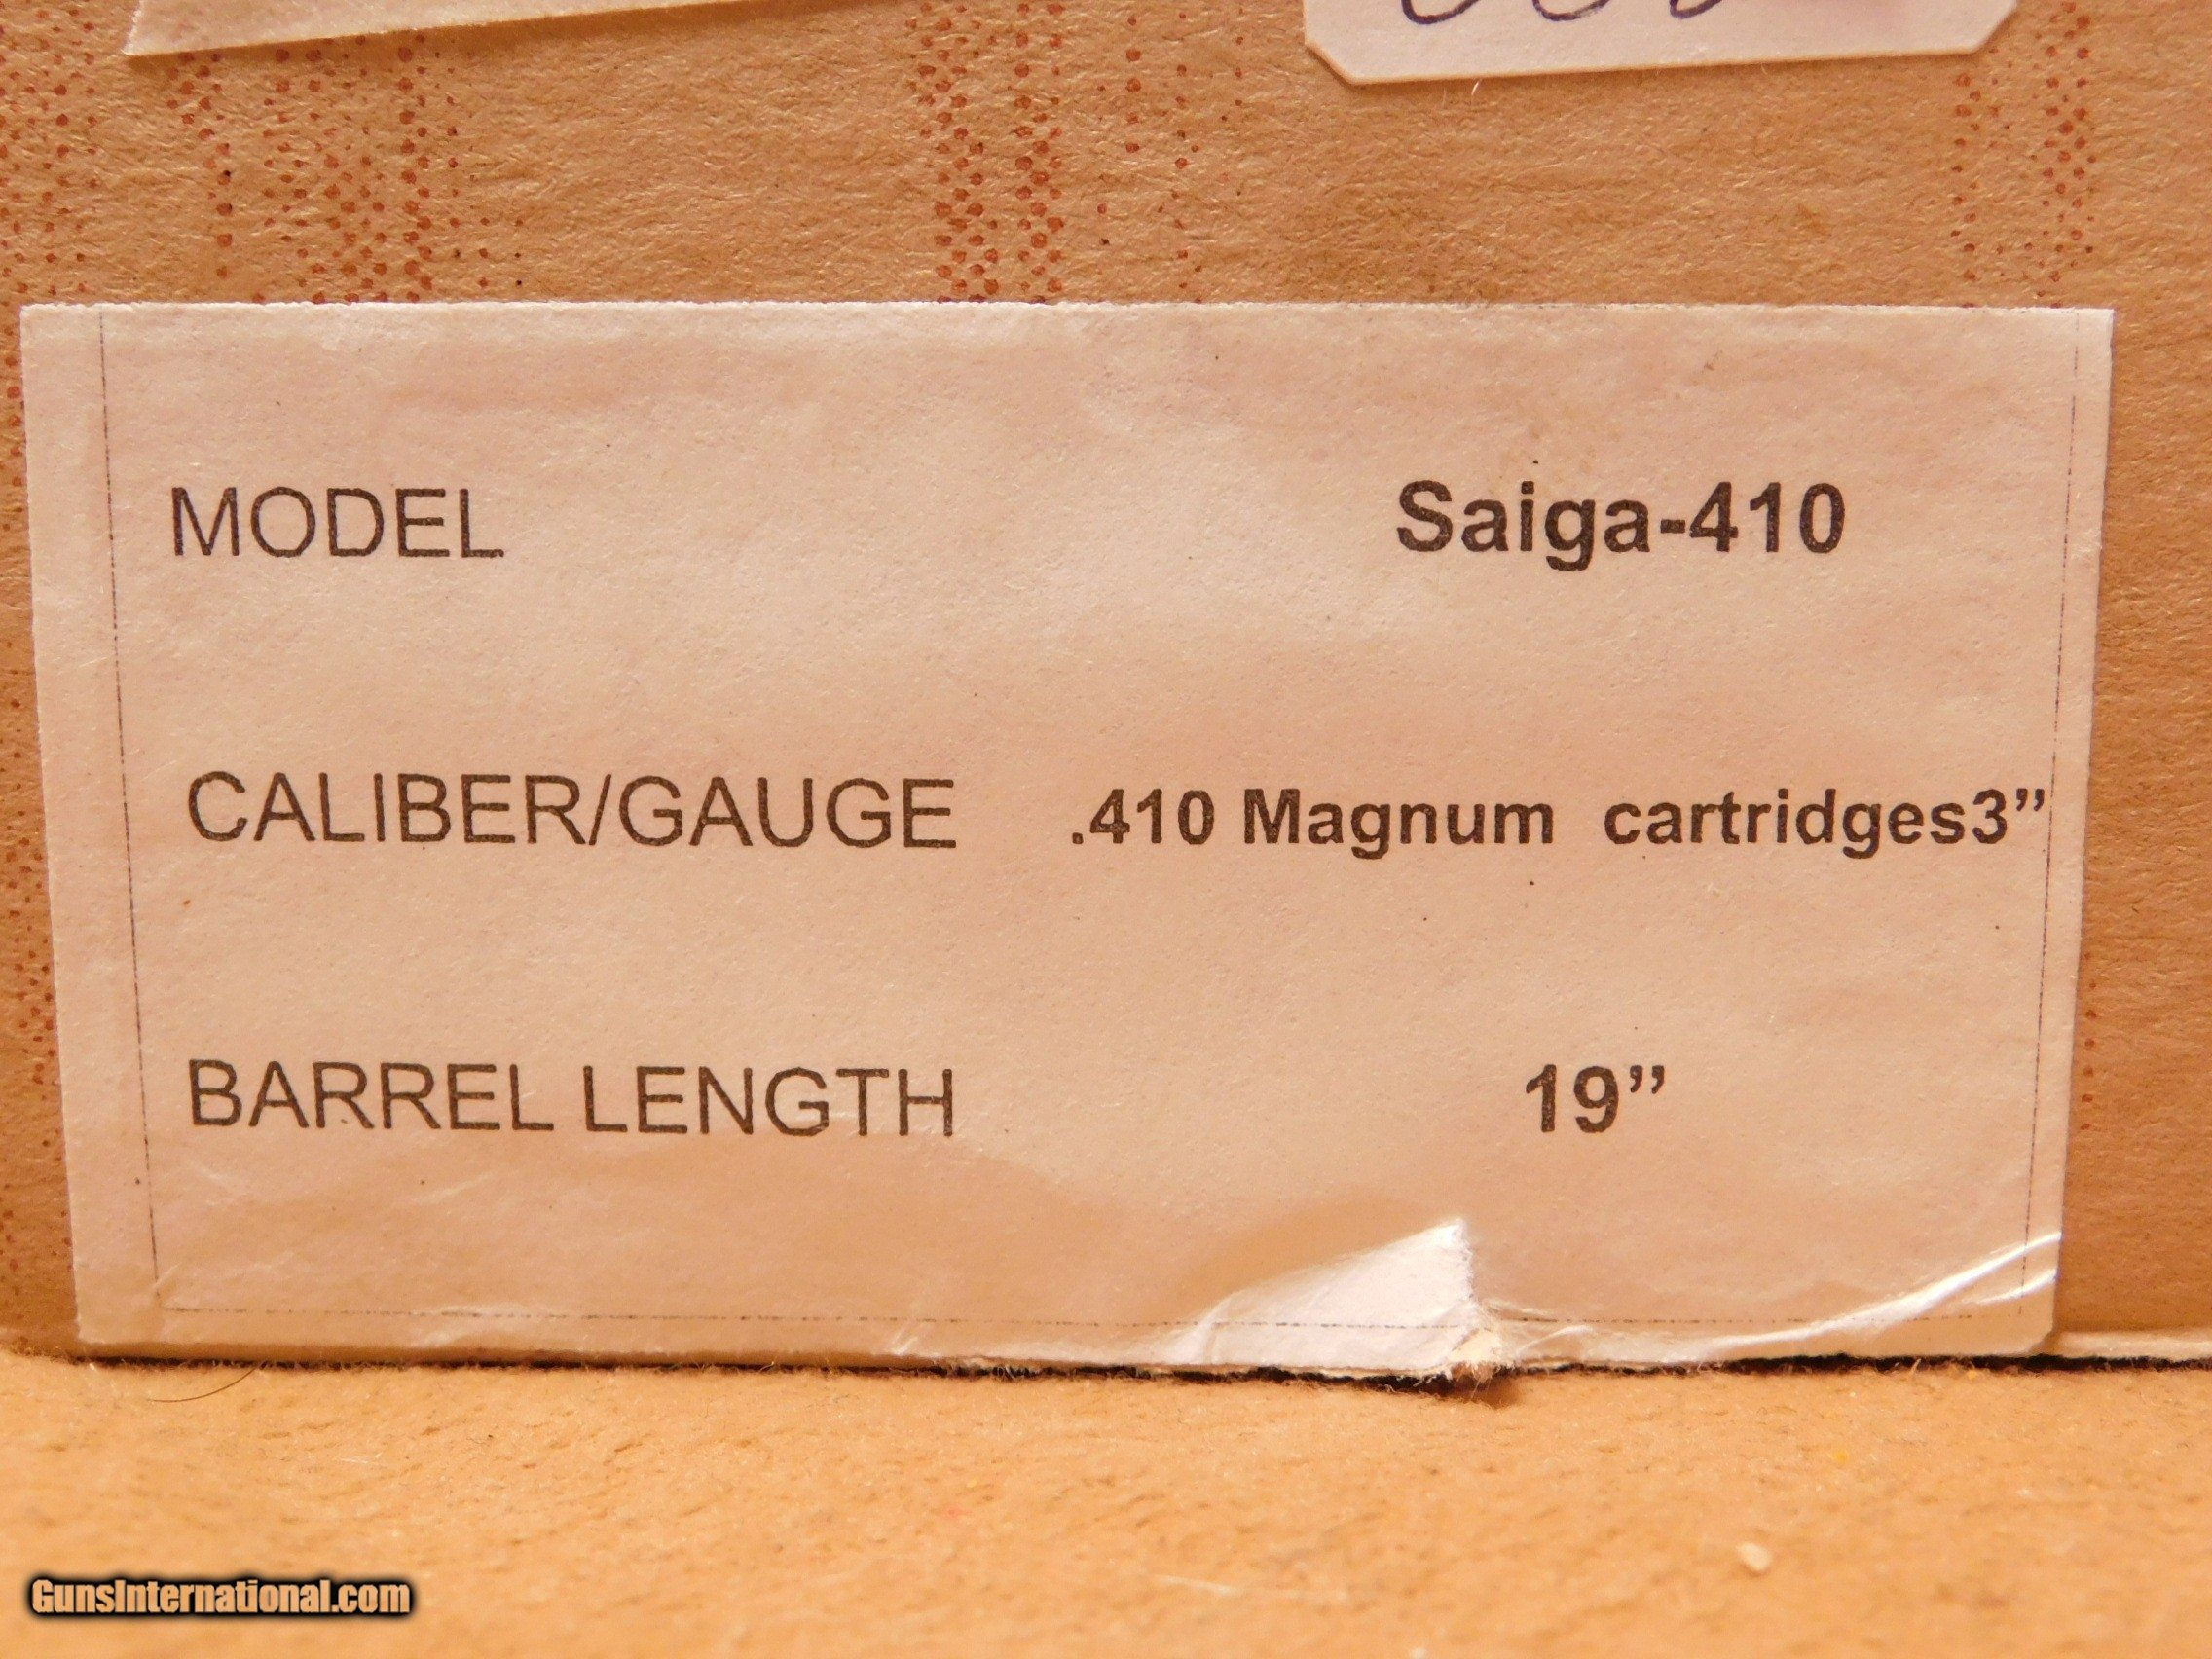 MODEL Saiga-410
CALIBER/GAUGE .410 Magnum cartridges3”
BARREL LENGTH 19”
GunsInternational.com